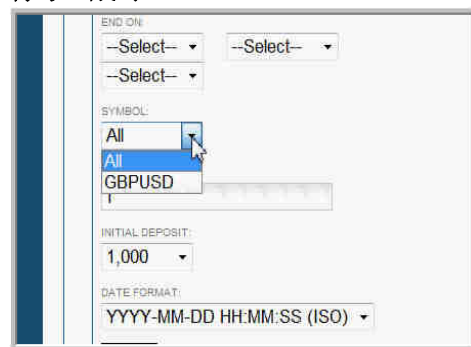 END ON:
--Select-- --Select--
--Select--
SYMBOL:
All
All
GBPUSD
1
INITIAL DEPOSIT:
1,000
DATE FORMAT:
YYYY-MM-DD HH:MM:SS (ISO)